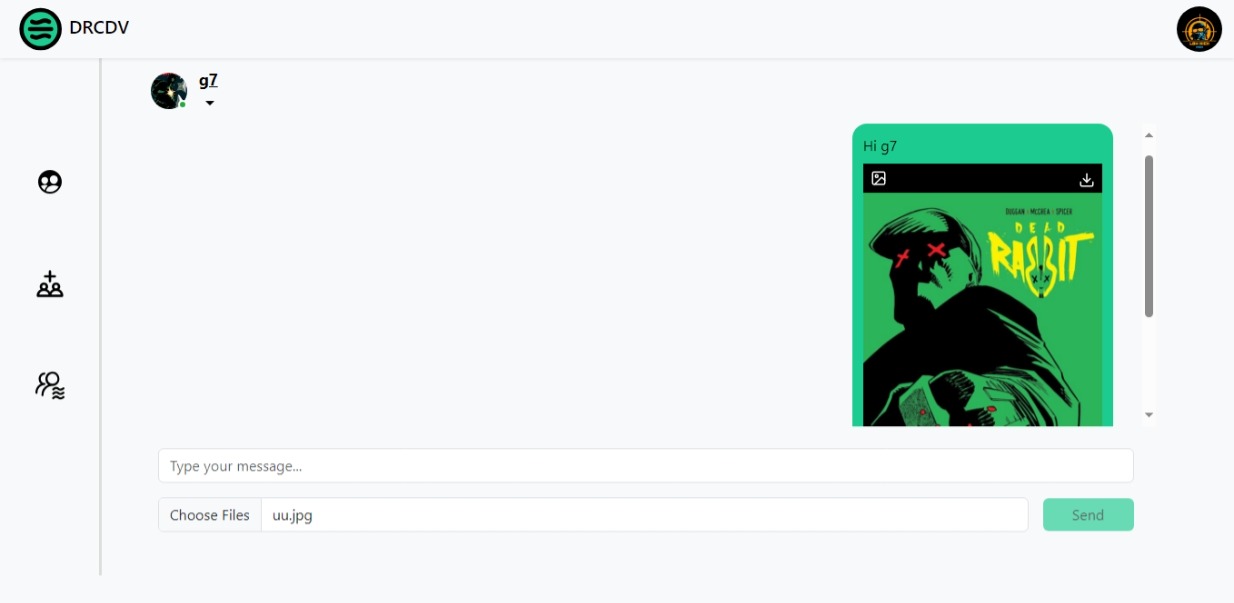 DRCDV
g7
Hi g7
DUGGAN | MCCREA | SPICER
DEAD
RABBIT
Type your message...
Choose Files uu.jpg
Send